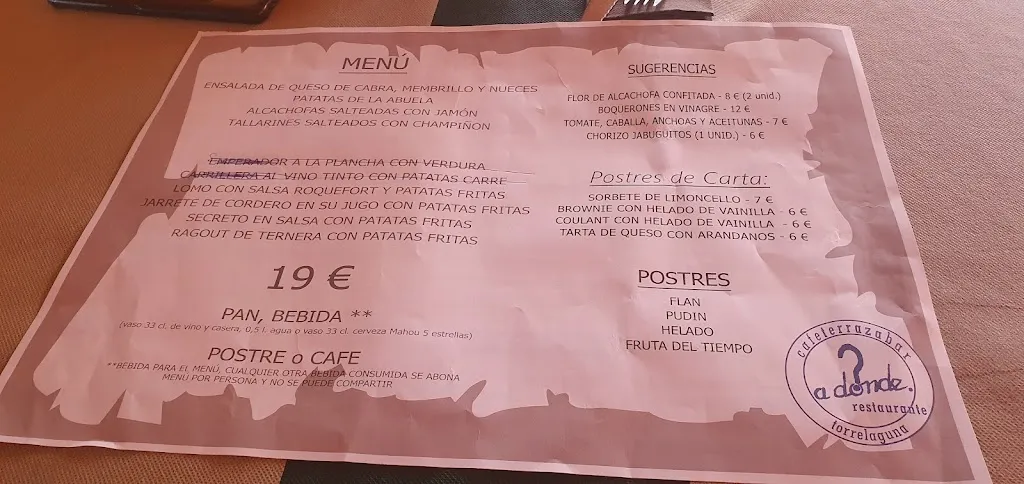 MENÚ
ENSALADA DE QUESO DE CABRA, MEMBRILLO Y NUECES
PATATAS DE LA ABUELA
ALCACHOFAS SALTEADAS CON JAMÓN
TALLARINES SALTEADOS CON CHAMPIÑON
EMPERADOR A LA PLANCHA CON VERDURA
CARRILLERA AL VINO TINTO CON PATATAS CARRE
LOMO CON SALSA ROQUEFORT Y PATATAS FRITAS
JARRETE DE CORDERO EN SU JUGO CON PATATAS FRITAS
SECRETO EN SALSA CON PATATAS FRITAS
RAGOUT DE TERNERA CON PATATAS FRITAS
19 €
PAN, BEBIDA **
(vaso 33 cl. de vino y casera, 0,5 l. agua o vaso 33 cl. cerveza Mahou 5 estrellas)
POSTRE o CAFE
**BEBIDA PARA EL MENÚ, CUALQUIER OTRA BEBIDA CONSUMIDA SE ABONA
MENU POR PERSONA Y NO SE PUEDE COMPARTIR
SUGERENCIAS
FLOR DE ALCACHOFA CONFITADA - 8 € (2 unid.)
BOQUERONES EN VINAGRE - 12 €
TOMATE, CABALLA, ANCHOAS Y ACEITUNAS - 7 €
CHORIZO JABUGUITOS (1 UNID.) - 6 €
Postres de Carta:
SORBETE DE LIMONCELLO - 7 €
BROWNIE CON HELADO DE VAINILLA - 6 €
COULANT CON HELADO DE VAINILLA - 6 €
TARTA DE QUESO CON ARANDANOS - 6 €
POSTRES
FLAN
PUDIN
HELADO
FRUTA DEL TIEMPO
cafeterrazabar
?
a donde.
restaurante
torrelaguna